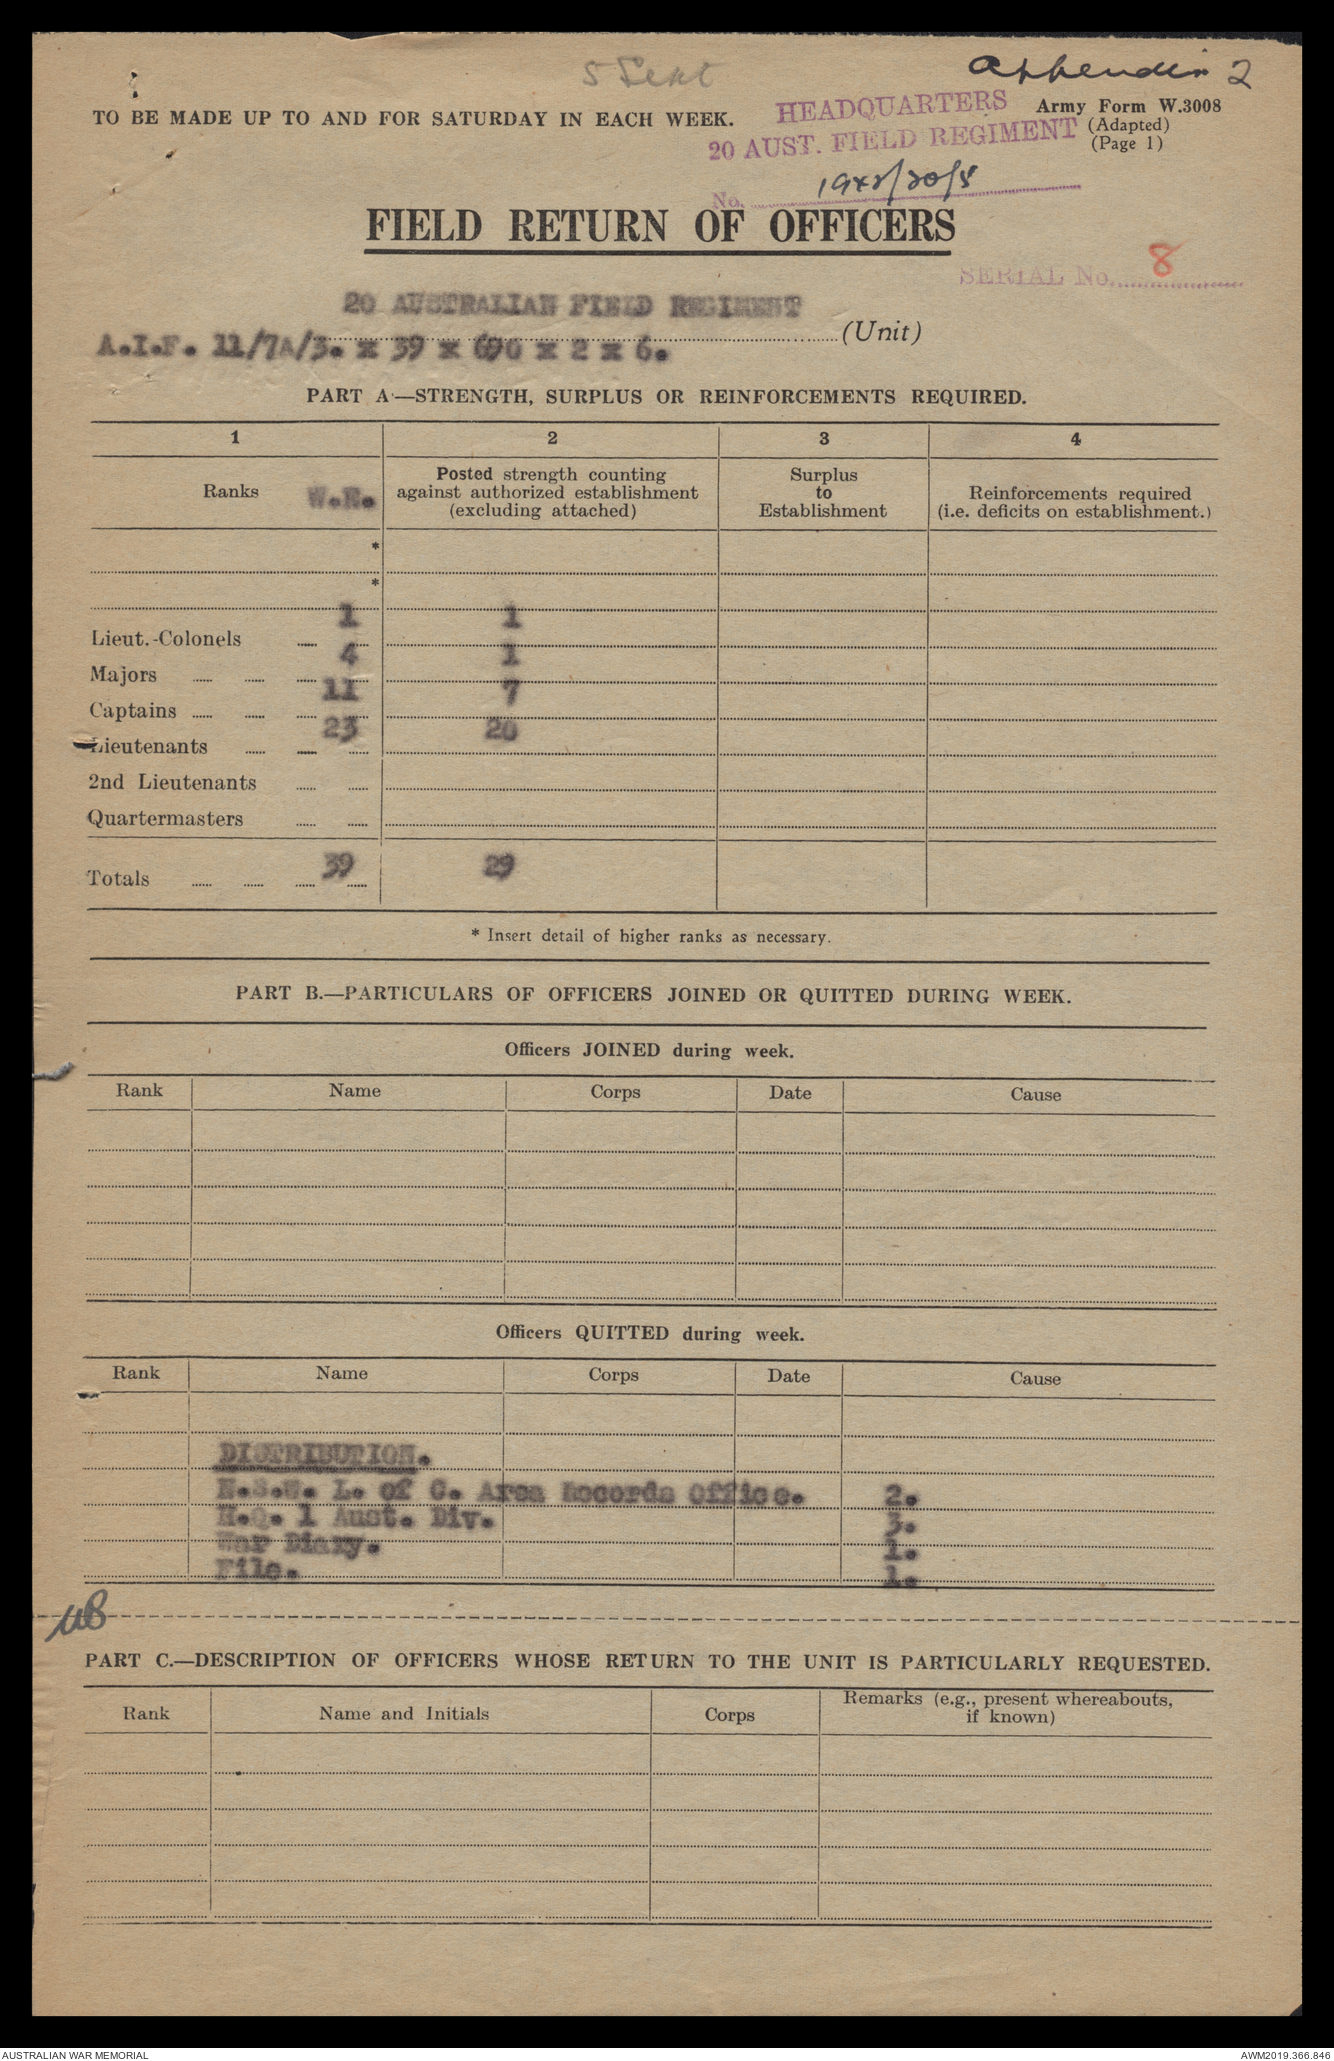 5 Sept
Appendix 2
TO BE MADE UP TO AND FOR SATURDAY IN EACH WEEK.
HEADQUARTERS
20 AUST. FIELD REGIMENT
Army Form W.3008
(Adapted)
(Page 1)
No. 1942/20/8
FIELD RETURN OF OFFICERS
SERIAL No. 8
20 AUSTRALIAN FIELD REGIMENT
(Unit)
A.I.F. 11/7A/3. x 39 x 690 x 2 x 6.
PART A—STRENGTH, SURPLUS OR REINFORCEMENTS REQUIRED.
1 2 3 4
Ranks W.E. Posted strength counting against authorized establishment (excluding attached) Surplus to Establishment Reinforcements required (i.e. deficits on establishment.)
*
*
Lieut.-Colonels 1 1
Majors 4 1
Captains 11 7
Lieutenants 23 20
2nd Lieutenants
Quartermasters
Totals 39 29
* Insert detail of higher ranks as necessary.
PART B.—PARTICULARS OF OFFICERS JOINED OR QUITTED DURING WEEK.
Officers JOINED during week.
Rank Name Corps Date Cause
Officers QUITTED during week.
Rank Name Corps Date Cause
DISTRIBUTION.
N.S.W. L. of C. Area Records Office. 2.
H.Q. 1 Aust. Div. 3.
War Diary. 1.
File. 1.
PART C.—DESCRIPTION OF OFFICERS WHOSE RETURN TO THE UNIT IS PARTICULARLY REQUESTED.
Rank Name and Initials Corps Remarks (e.g., present whereabouts, if known)
AUSTRALIAN WAR MEMORIAL
AWM2019.366.846